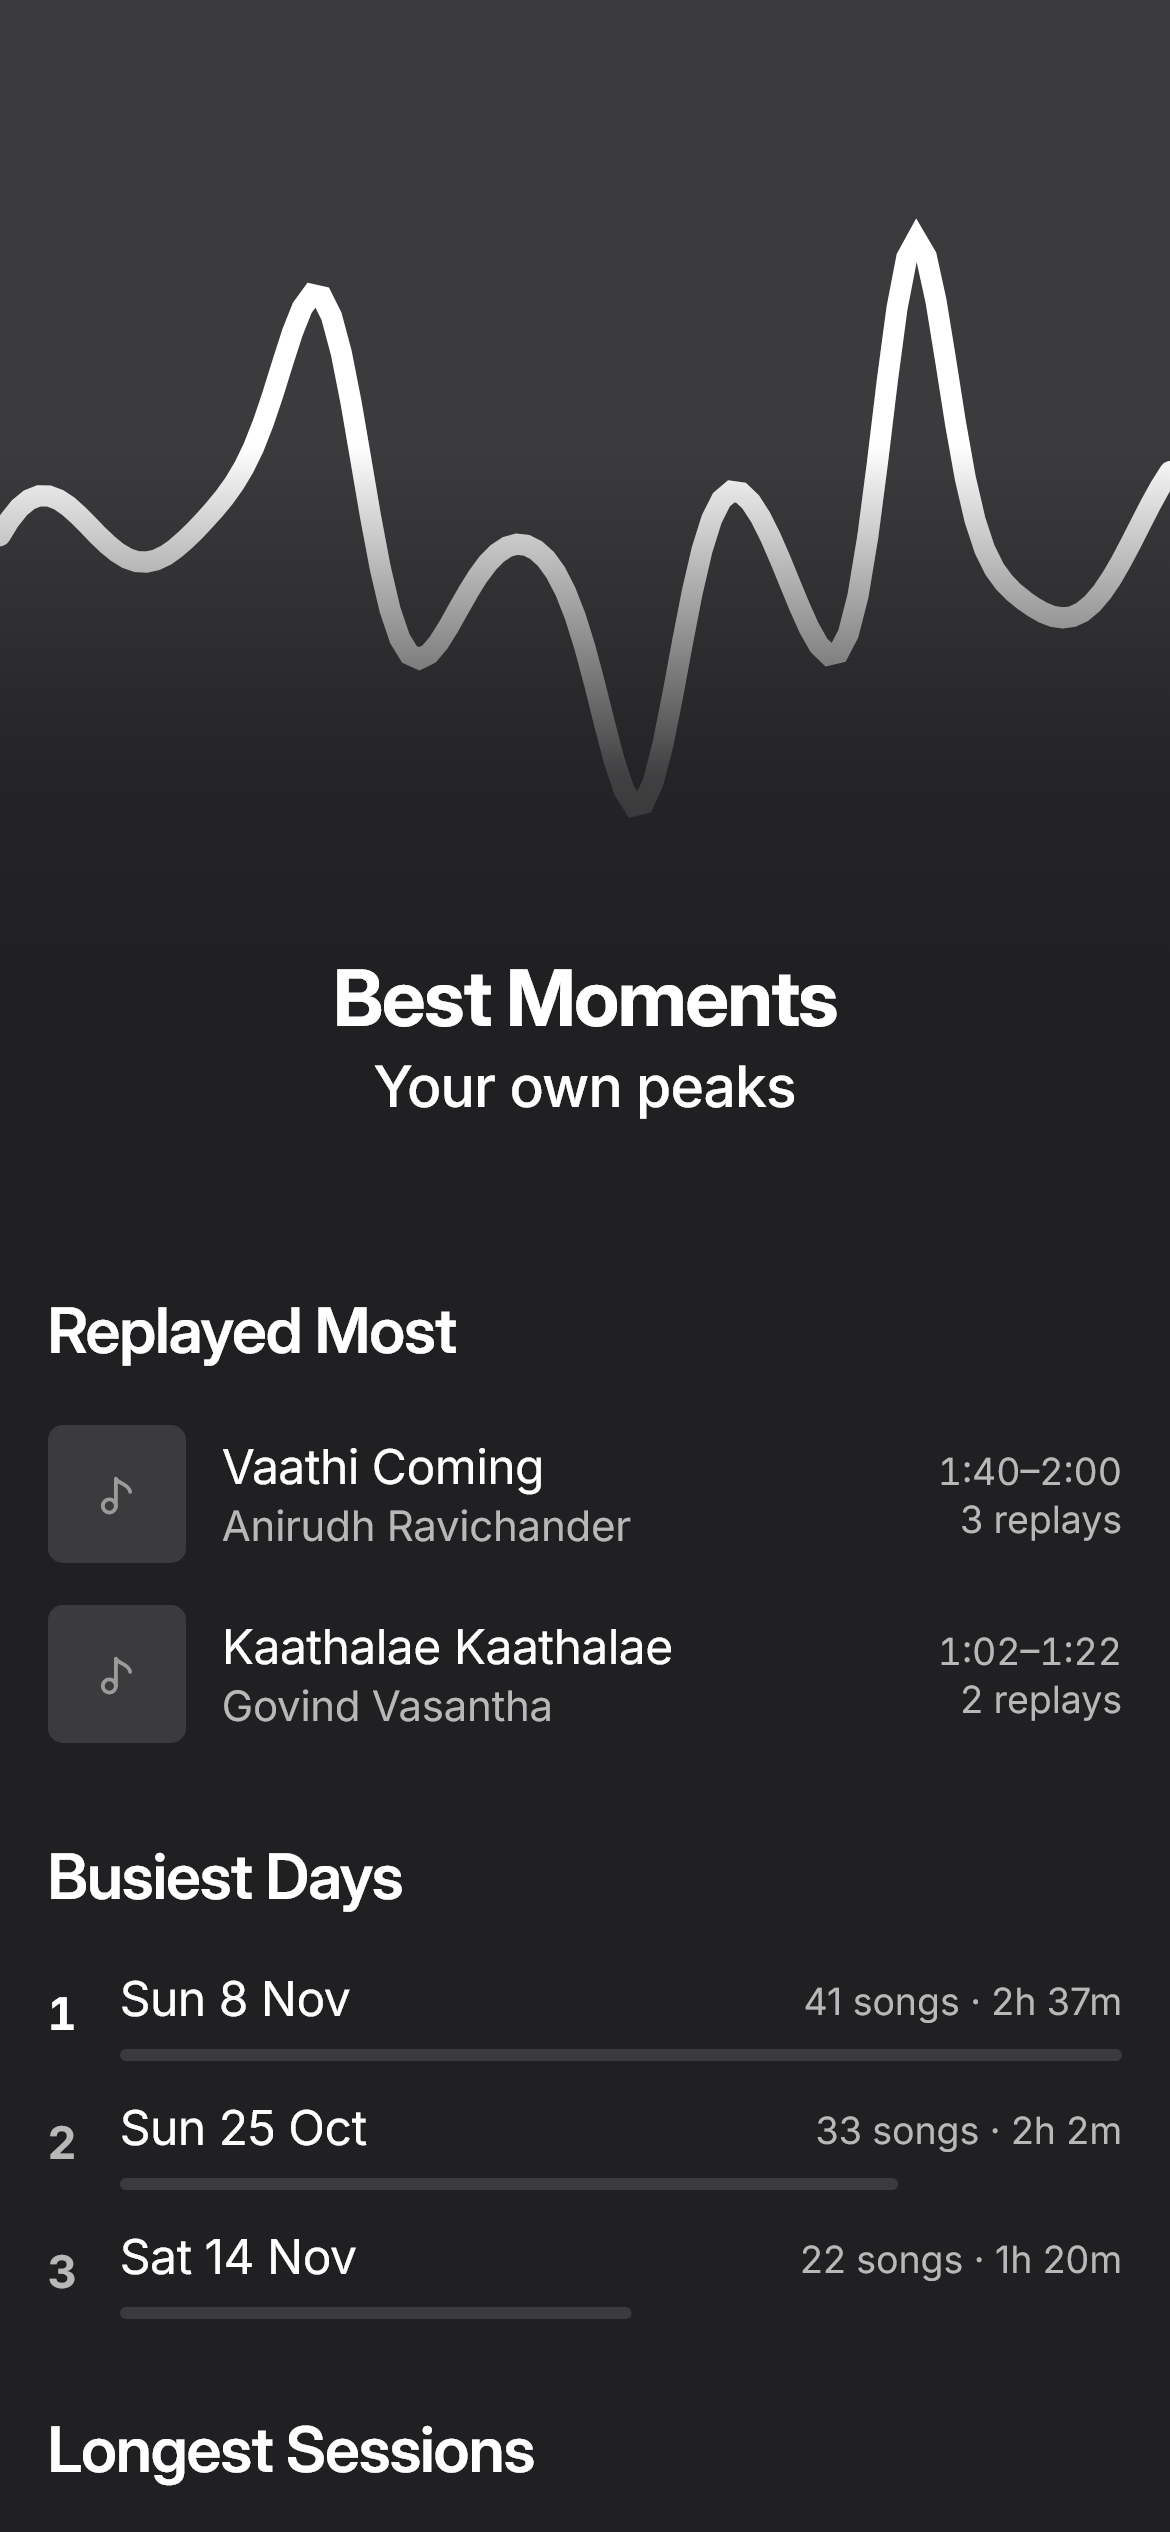 Best Moments
Your own peaks
Replayed Most
Vaathi Coming
Anirudh Ravichander
1:40–2:00
3 replays
Kaathalae Kaathalae
Govind Vasantha
1:02–1:22
2 replays
Busiest Days
1 Sun 8 Nov 41 songs · 2h 37m
2 Sun 25 Oct 33 songs · 2h 2m
3 Sat 14 Nov 22 songs · 1h 20m
Longest Sessions